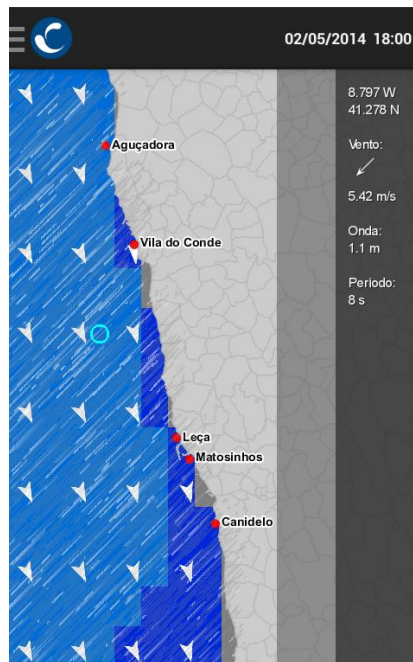 02/05/2014 18:00
8.797 W
41.278 N
Vento:
5.42 m/s
Onda:
1.1 m
Periodo:
8 s
Aguçadora
Vila do Conde
Leça
Matosinhos
Canidelo